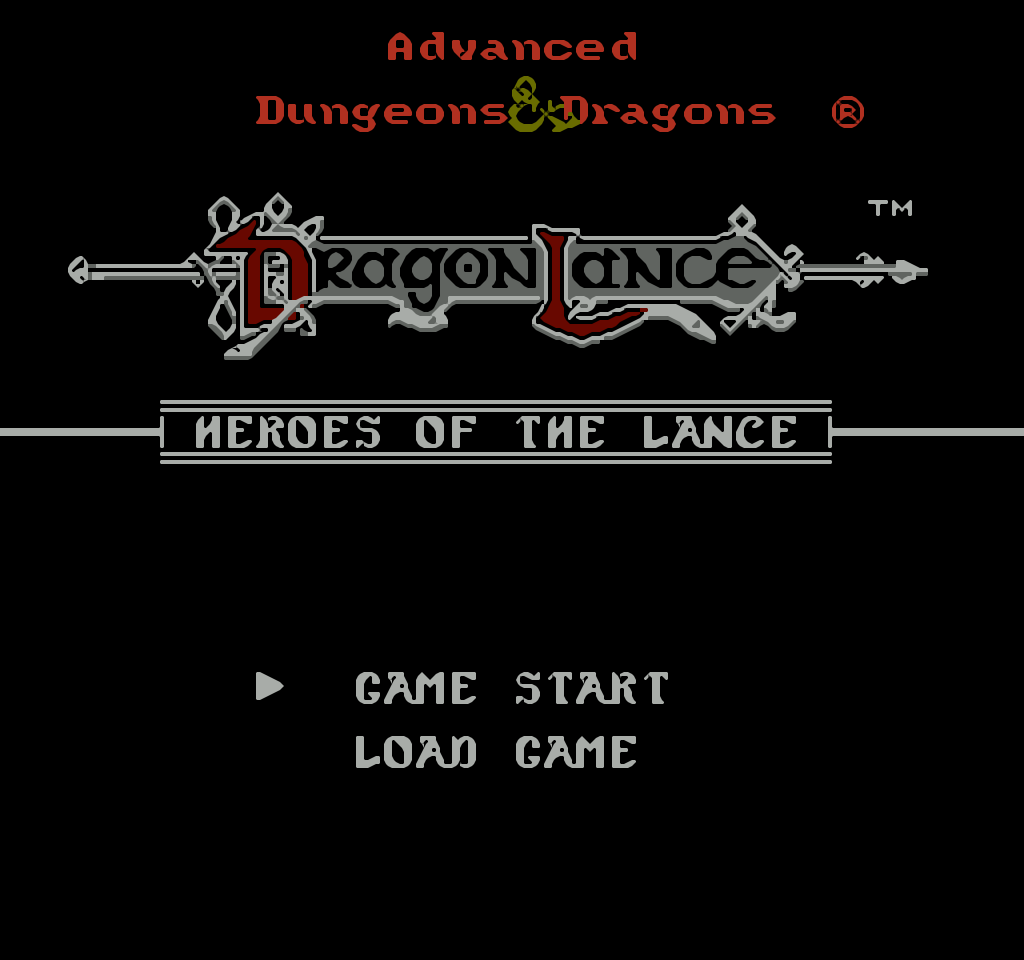 Advanced
Dungeons & Dragons ®
DragonLance ™
HEROES OF THE LANCE
GAME START
LOAD GAME